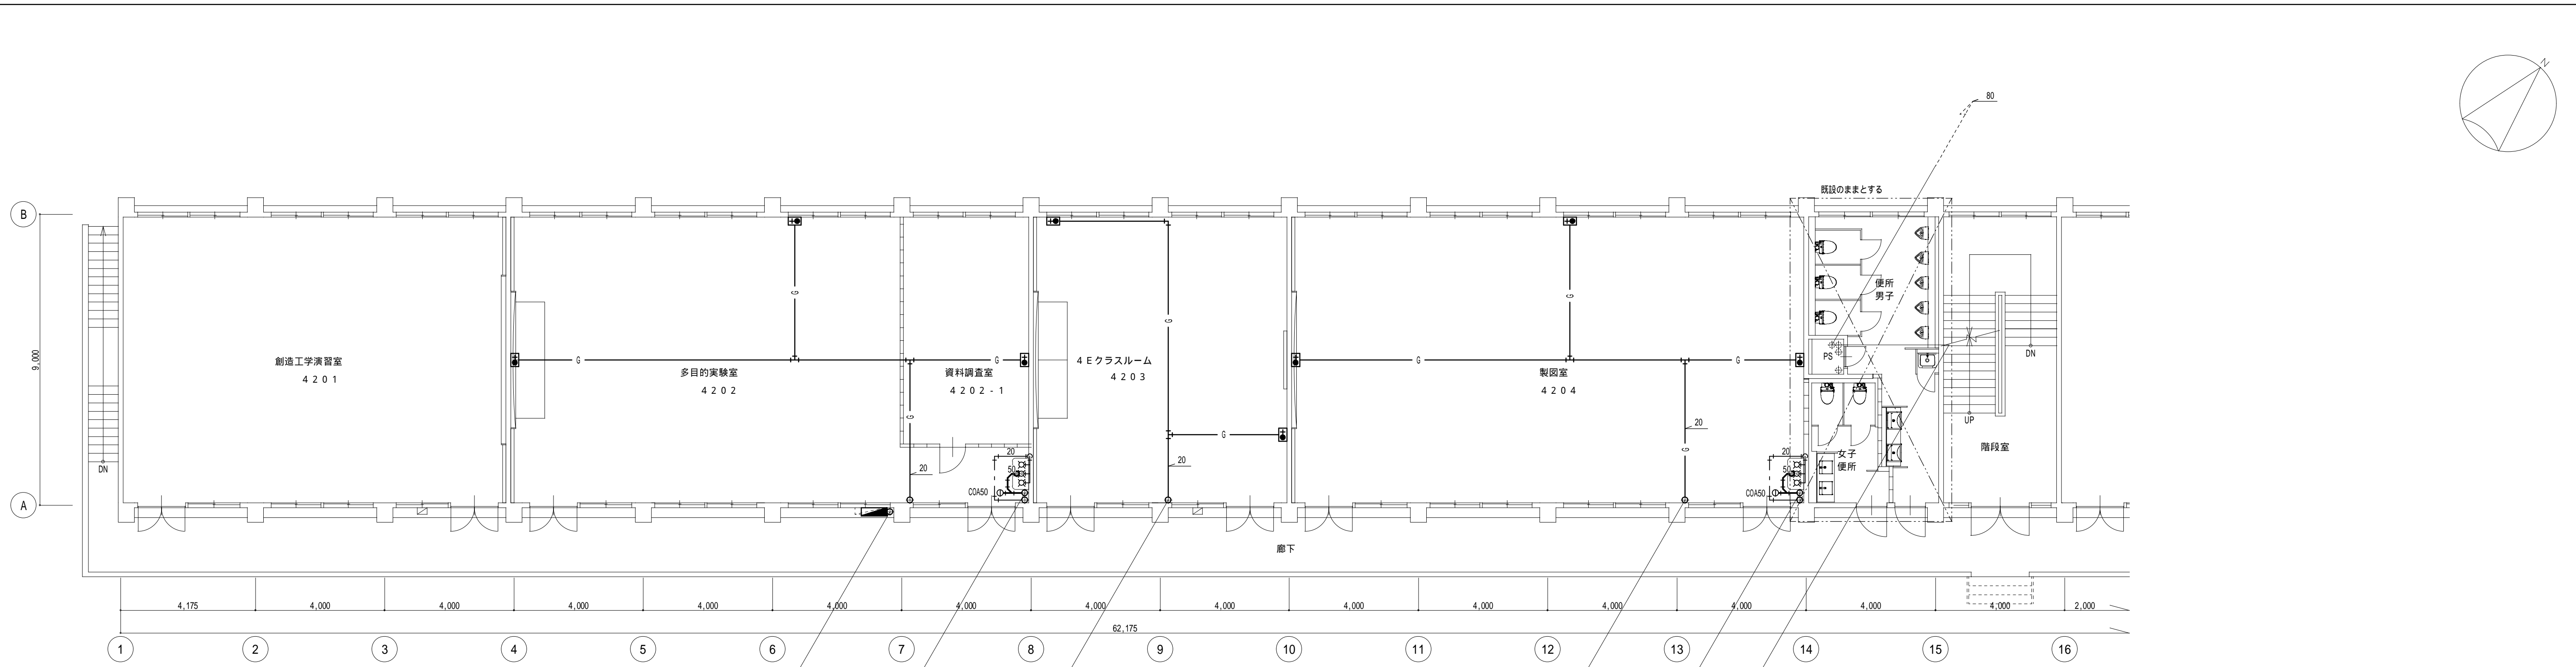 N
80
既設のままとする
B
便所
男子
9,000
G
G
G
G
G
G
G
PS
DN
創造工学演習室
4201
多目的実験室
4202
資料調査室
4202-1
4Eクラスルーム
4203
製図室
4204
G
G
G
G
UP
20
20
階段室
DN
20
20
20
女子
便所
50
50
COA50
COA50
A
廊下
4,175
4,000
4,000
4,000
4,000
4,000
4,000
4,000
4,000
4,000
4,000
4,000
4,000
4,000
4,000
2,000
62,175
1
2
3
4
5
6
7
8
9
10
11
12
13
14
15
16